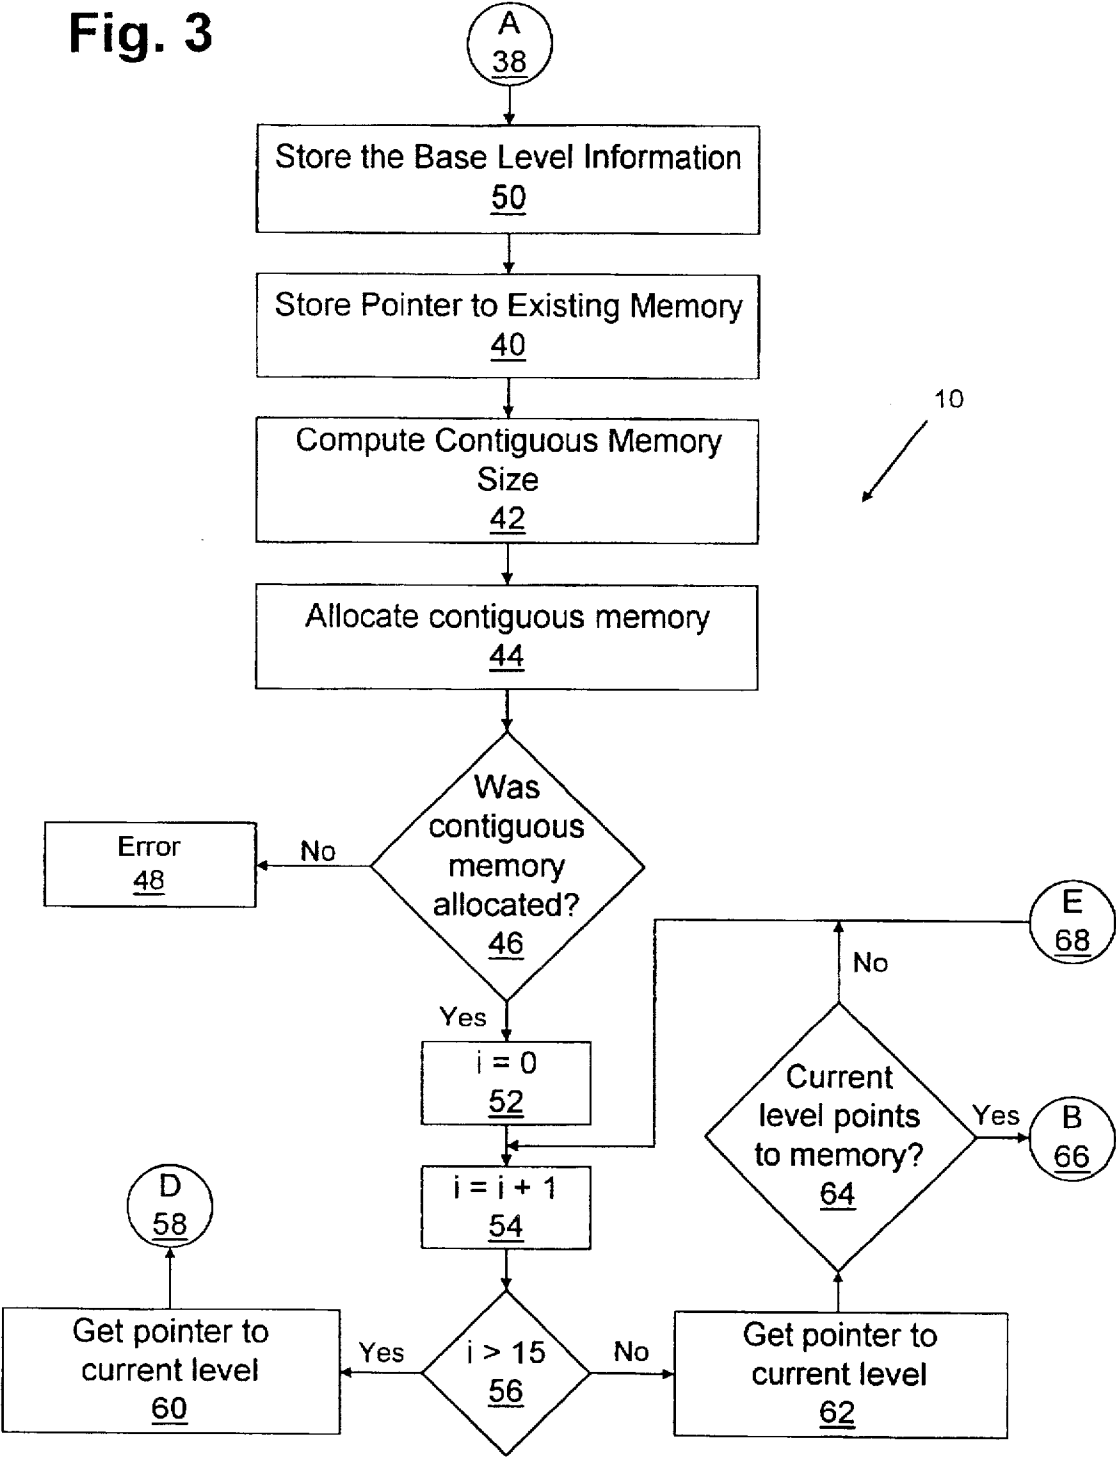 Fig. 3
A
38
Store the Base Level Information
50
Store Pointer to Existing Memory
40
10
Compute Contiguous Memory
Size
42
Allocate contiguous memory
44
Was
contiguous
memory
allocated?
46
No
Error
48
E
68
No
Yes
i = 0
52
Current
level points
to memory?
64
Yes
B
66
i = i + 1
54
D
58
i > 15
56
Yes
Get pointer to
current level
60
No
Get pointer to
current level
62